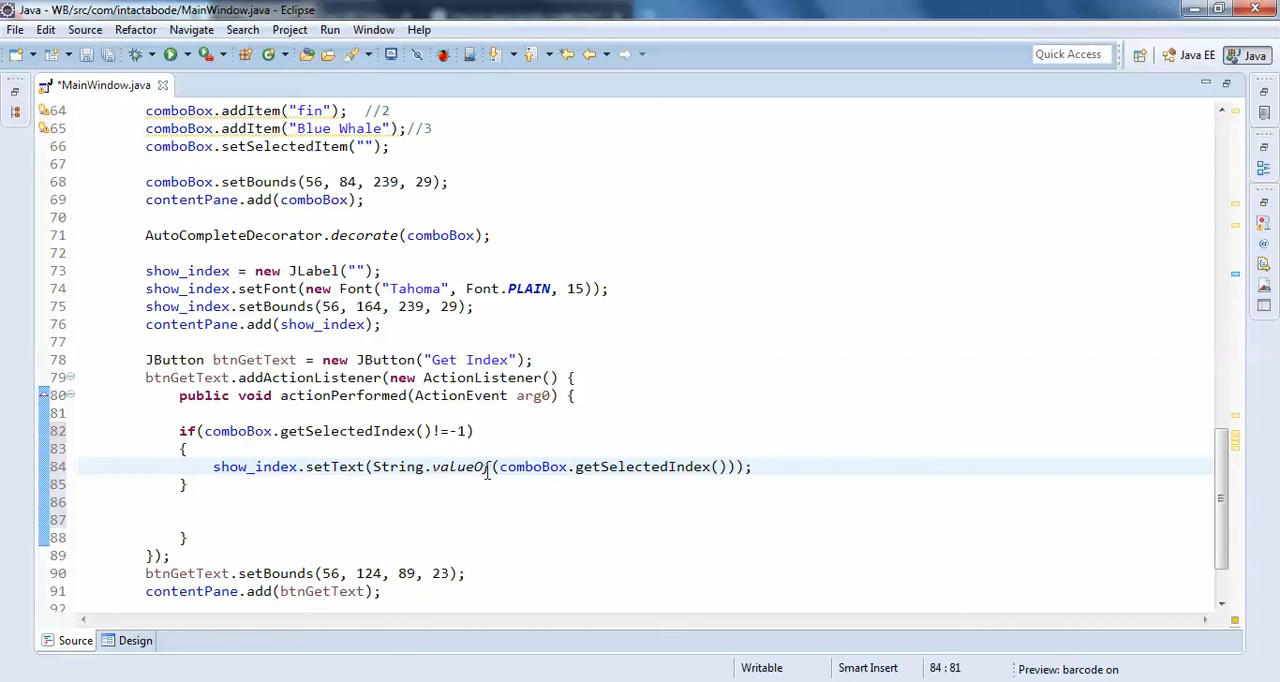 Java - WB/src/com/intactabode/MainWindow.java - Eclipse
File Edit Source Refactor Navigate Search Project Run Window Help
Quick Access Java EE Java
*MainWindow.java
64 comboBox.addItem("fin");  //2
65 comboBox.addItem("Blue Whale");//3
66 comboBox.setSelectedItem("");
67
68 comboBox.setBounds(56, 84, 239, 29);
69 contentPane.add(comboBox);
70
71 AutoCompleteDecorator.decorate(comboBox);
72
73 show_index = new JLabel("");
74 show_index.setFont(new Font("Tahoma", Font.PLAIN, 15));
75 show_index.setBounds(56, 164, 239, 29);
76 contentPane.add(show_index);
77
78 JButton btnGetText = new JButton("Get Index");
79 btnGetText.addActionListener(new ActionListener() {
80 public void actionPerformed(ActionEvent arg0) {
81
82 if(comboBox.getSelectedIndex()!=-1)
83 {
84 show_index.setText(String.valueOf(comboBox.getSelectedIndex()));
85 }
86
87
88 }
89 });
90 btnGetText.setBounds(56, 124, 89, 23);
91 contentPane.add(btnGetText);
92
Source Design
Writable Smart Insert 84 : 81 Preview: barcode on